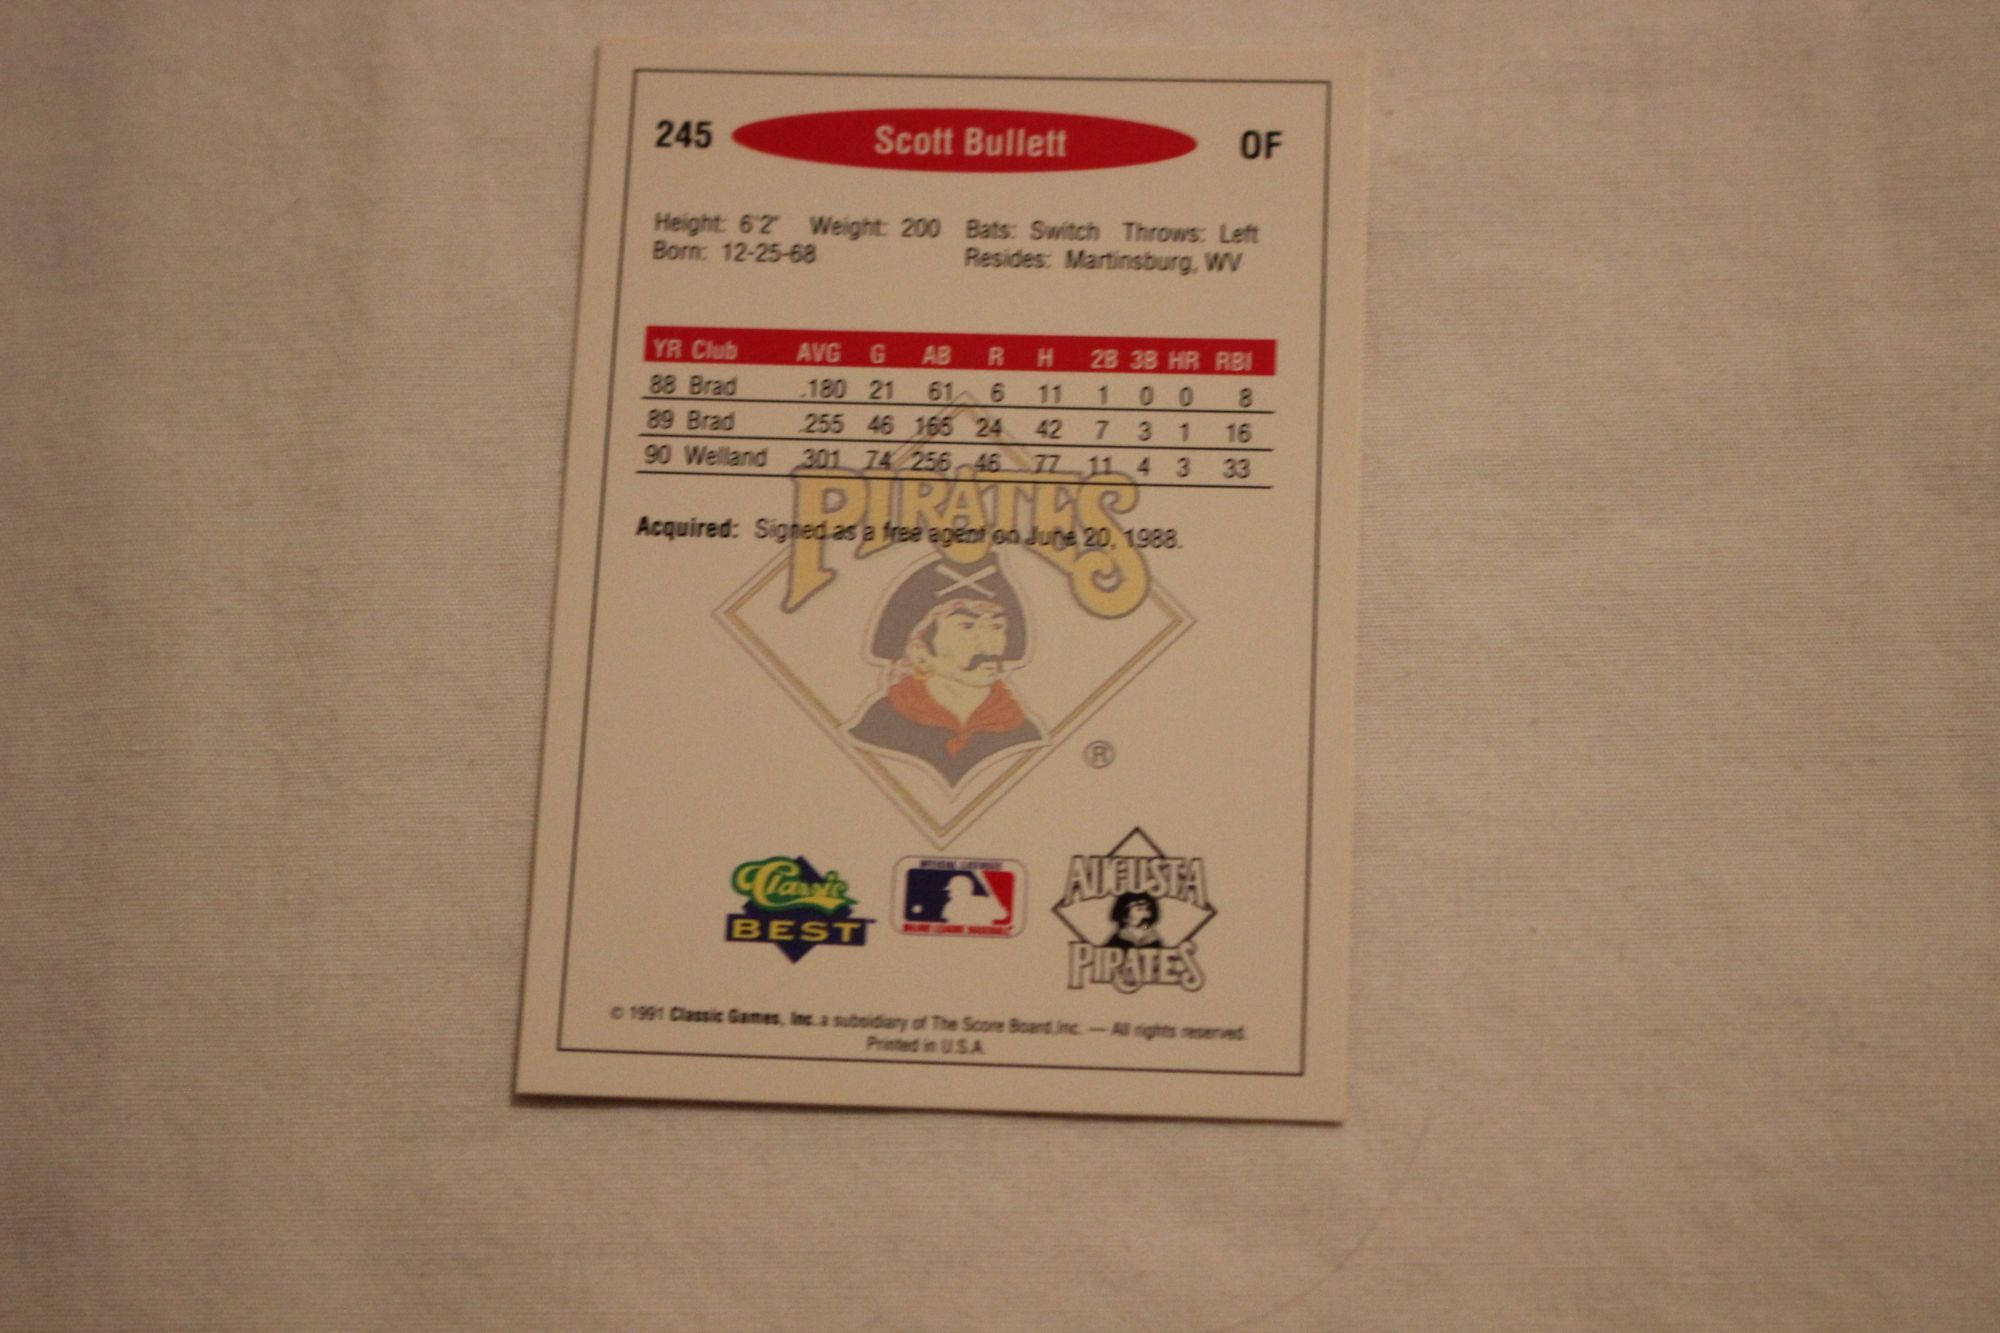 245 Scott Bullett OF
Height: 6'2" Weight: 200 Bats: Switch Throws: Left
Born: 12-25-68 Resides: Martinsburg, WV
YR Club AVG G AB R H 2B 3B HR RBI
88 Brad .180 21 61 6 11 1 0 0 8
89 Brad .255 46 165 24 42 7 3 1 16
90 Welland .301 74 256 46 77 11 4 3 33
PIRATES
Acquired: Signed as a free agent on June 20, 1988.
®
Classic
BEST
MAJOR LEAGUE BASEBALL
AUGUSTA
PIRATES
© 1991 Classic Games, Inc. a subsidiary of The Score Board, Inc. — All rights reserved.
Printed in U.S.A.